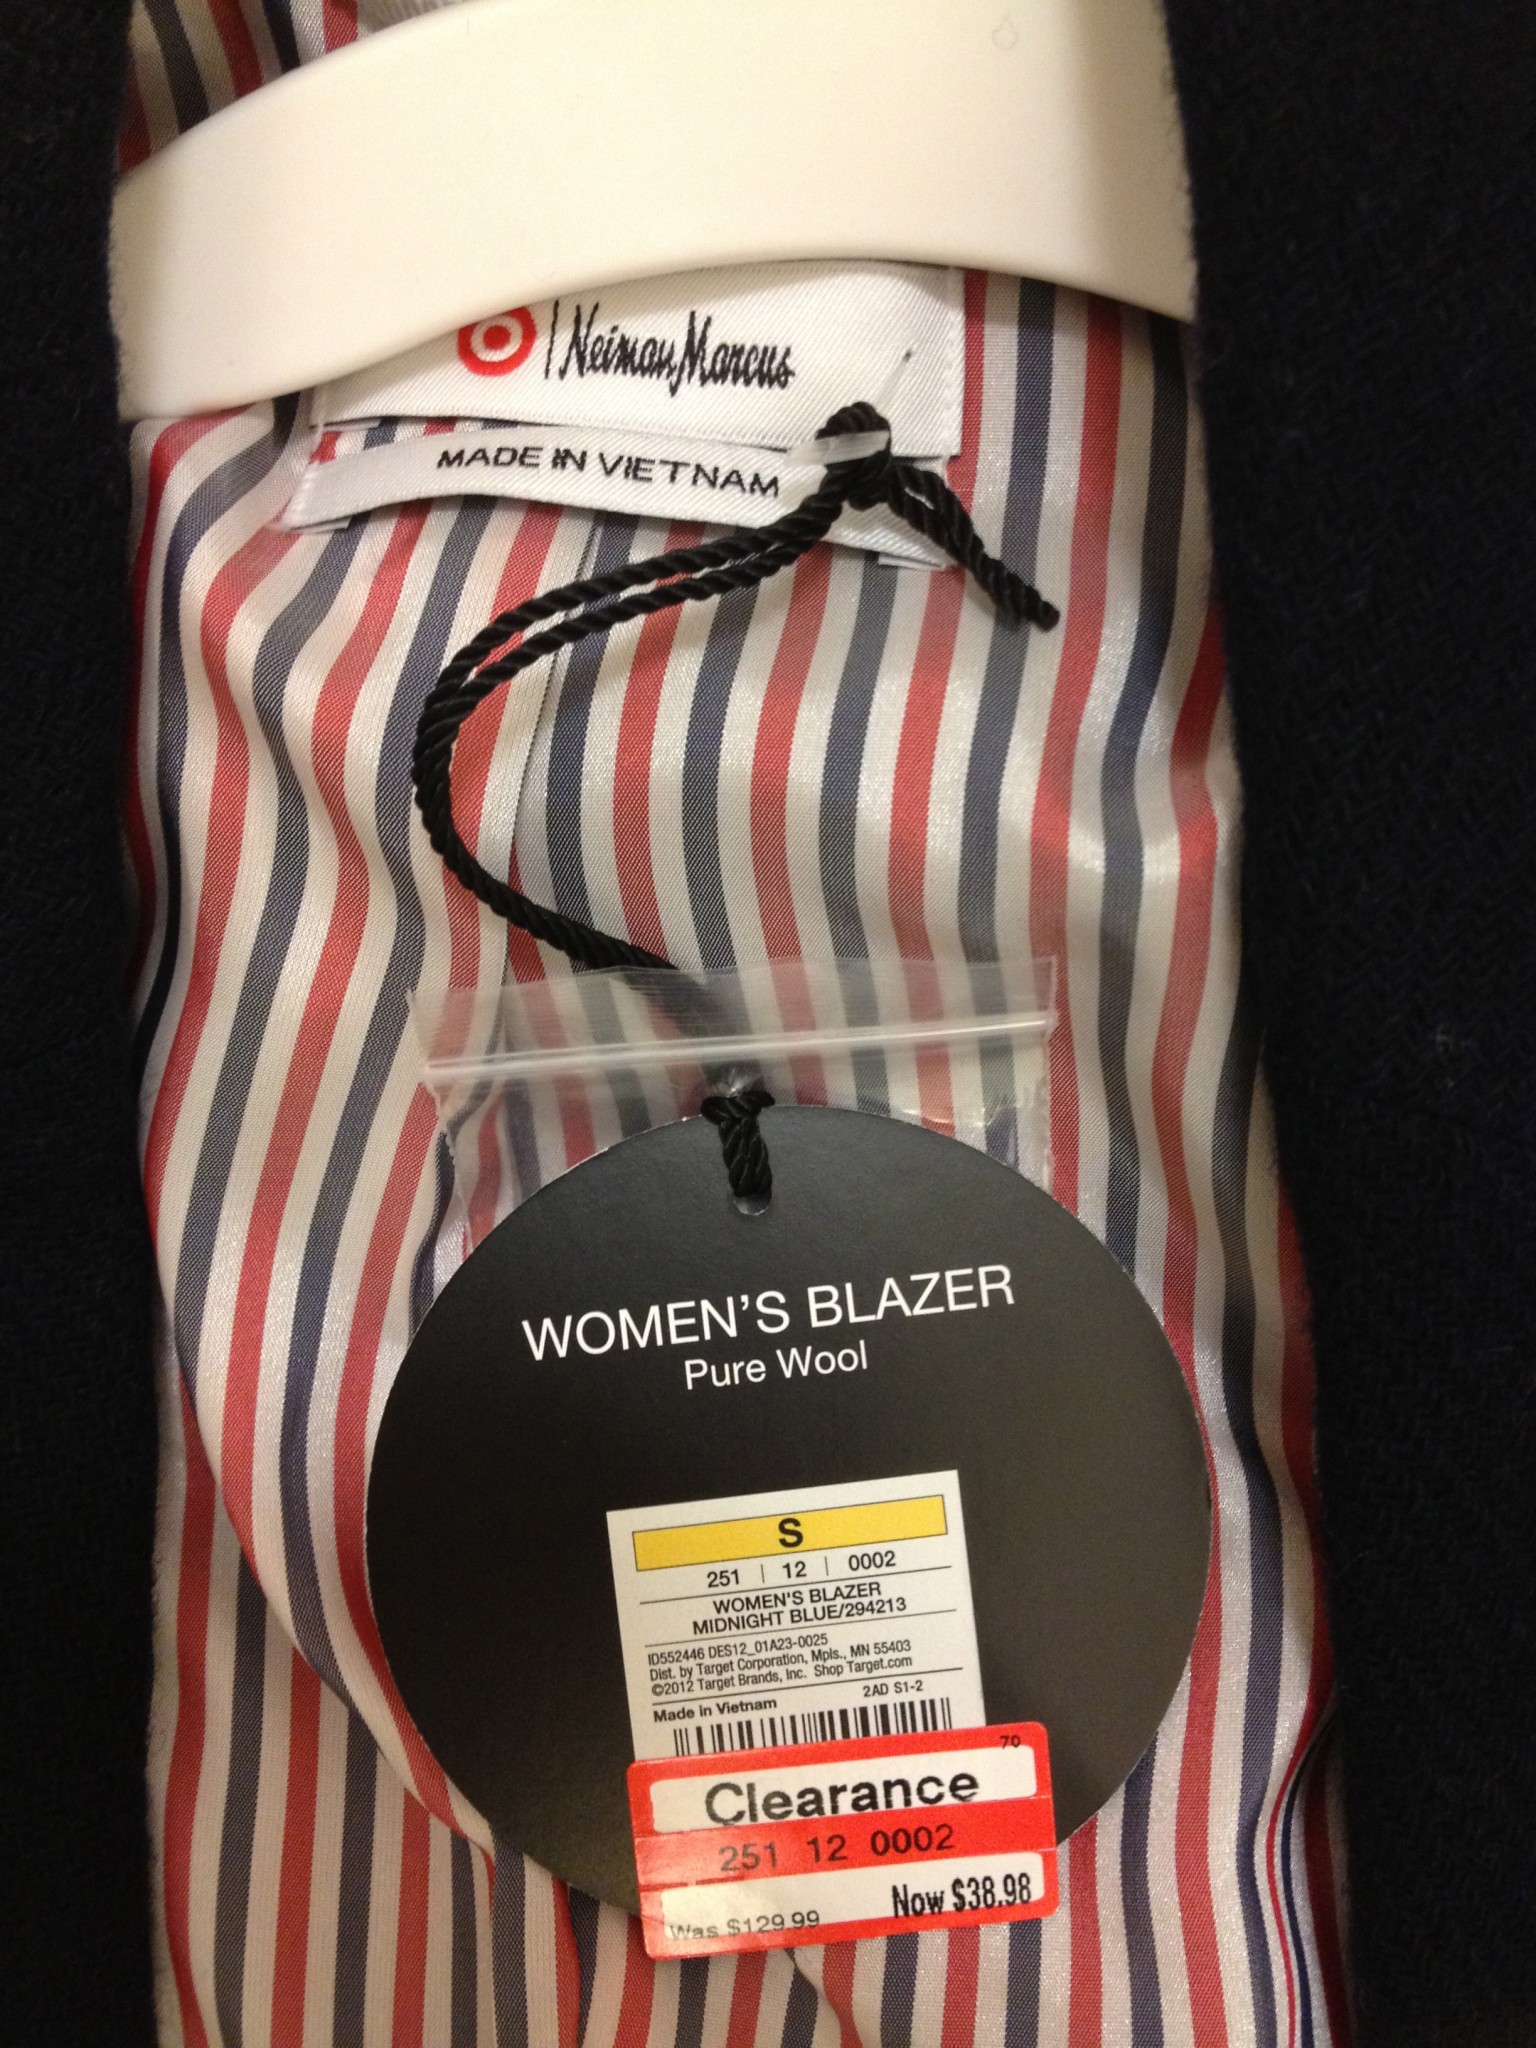 Neiman Marcus
MADE IN VIETNAM
WOMEN'S BLAZER
Pure Wool
S
251 | 12 | 0002
WOMEN'S BLAZER
MIDNIGHT BLUE/294213
ID552446 DES12_01A23-0025
Dist. by Target Corporation, Mpls., MN 55403
©2012 Target Brands, Inc. Shop Target.com
Made in Vietnam 2AD S1-2
70
Clearance
251 12 0002
Was $129.99 Now $38.98